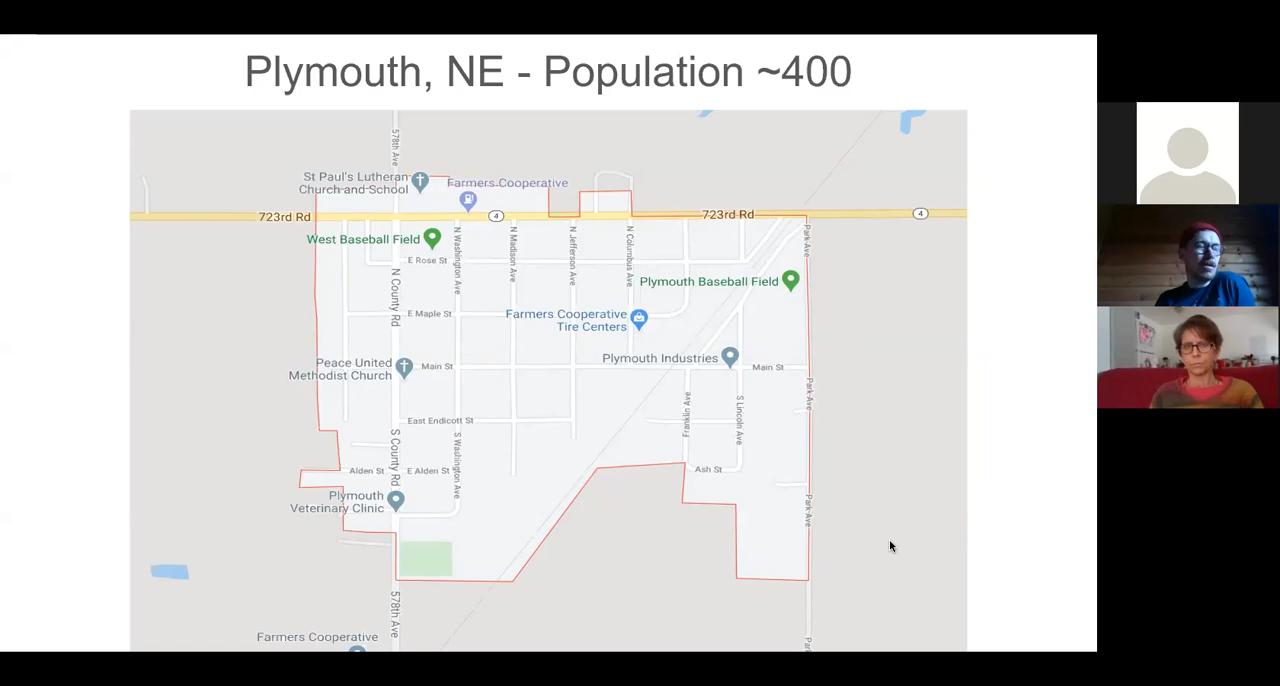 Plymouth, NE - Population ~400
578th Ave
St Paul's Lutheran
Church and School
Farmers Cooperative
723rd Rd
4
723rd Rd
4
West Baseball Field
E Rose St
N County Rd
N Washington Ave
N Madison Ave
N Jefferson Ave
N Columbus Ave
Park Ave
Plymouth Baseball Field
E Maple St
Farmers Cooperative
Tire Centers
Plymouth Industries
Peace United
Methodist Church
Main St
Main St
East Endicott St
S County Rd
S Washington Ave
Franklin Ave
S Lincoln Ave
Park Ave
Alden St
E Alden St
Ash St
Plymouth
Veterinary Clinic
Park Ave
578th Ave
Farmers Cooperative